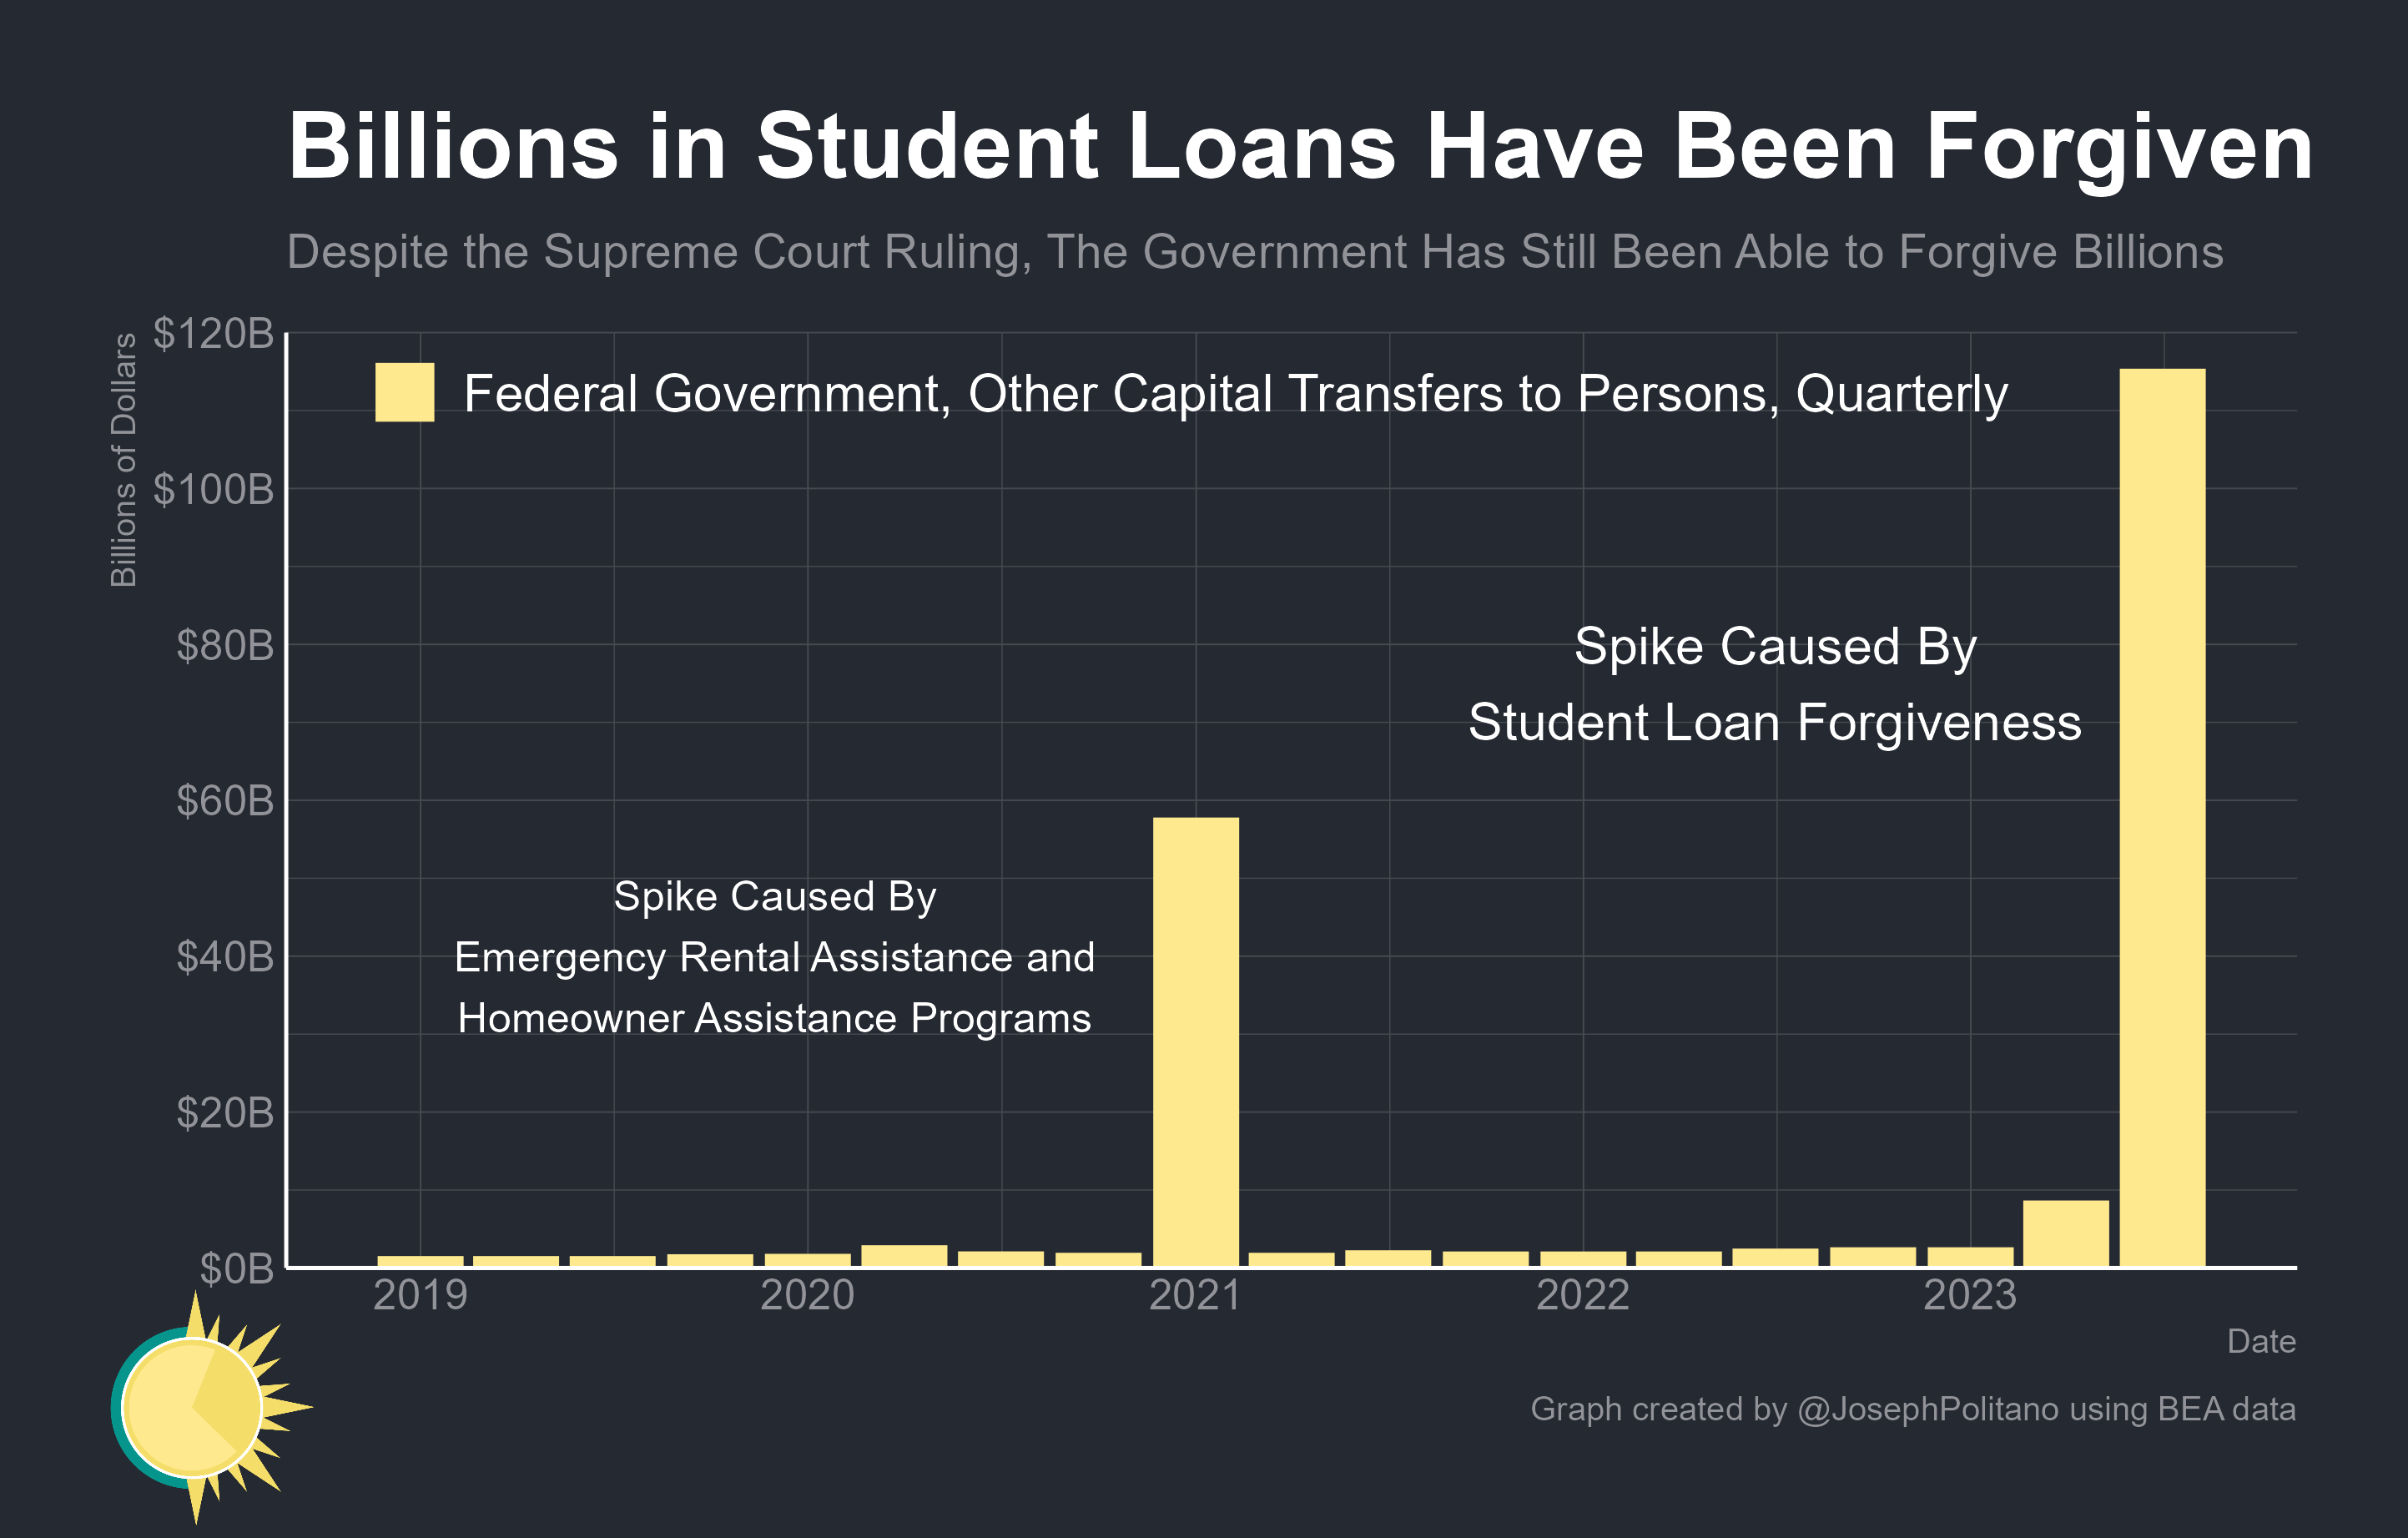 Billions in Student Loans Have Been Forgiven
Despite the Supreme Court Ruling, The Government Has Still Been Able to Forgive Billions
Billions of Dollars
$120B
$100B
$80B
$60B
$40B
$20B
$0B
Federal Government, Other Capital Transfers to Persons, Quarterly
Spike Caused By
Student Loan Forgiveness
Spike Caused By
Emergency Rental Assistance and
Homeowner Assistance Programs
2019 2020 2021 2022 2023
Date
Graph created by @JosephPolitano using BEA data